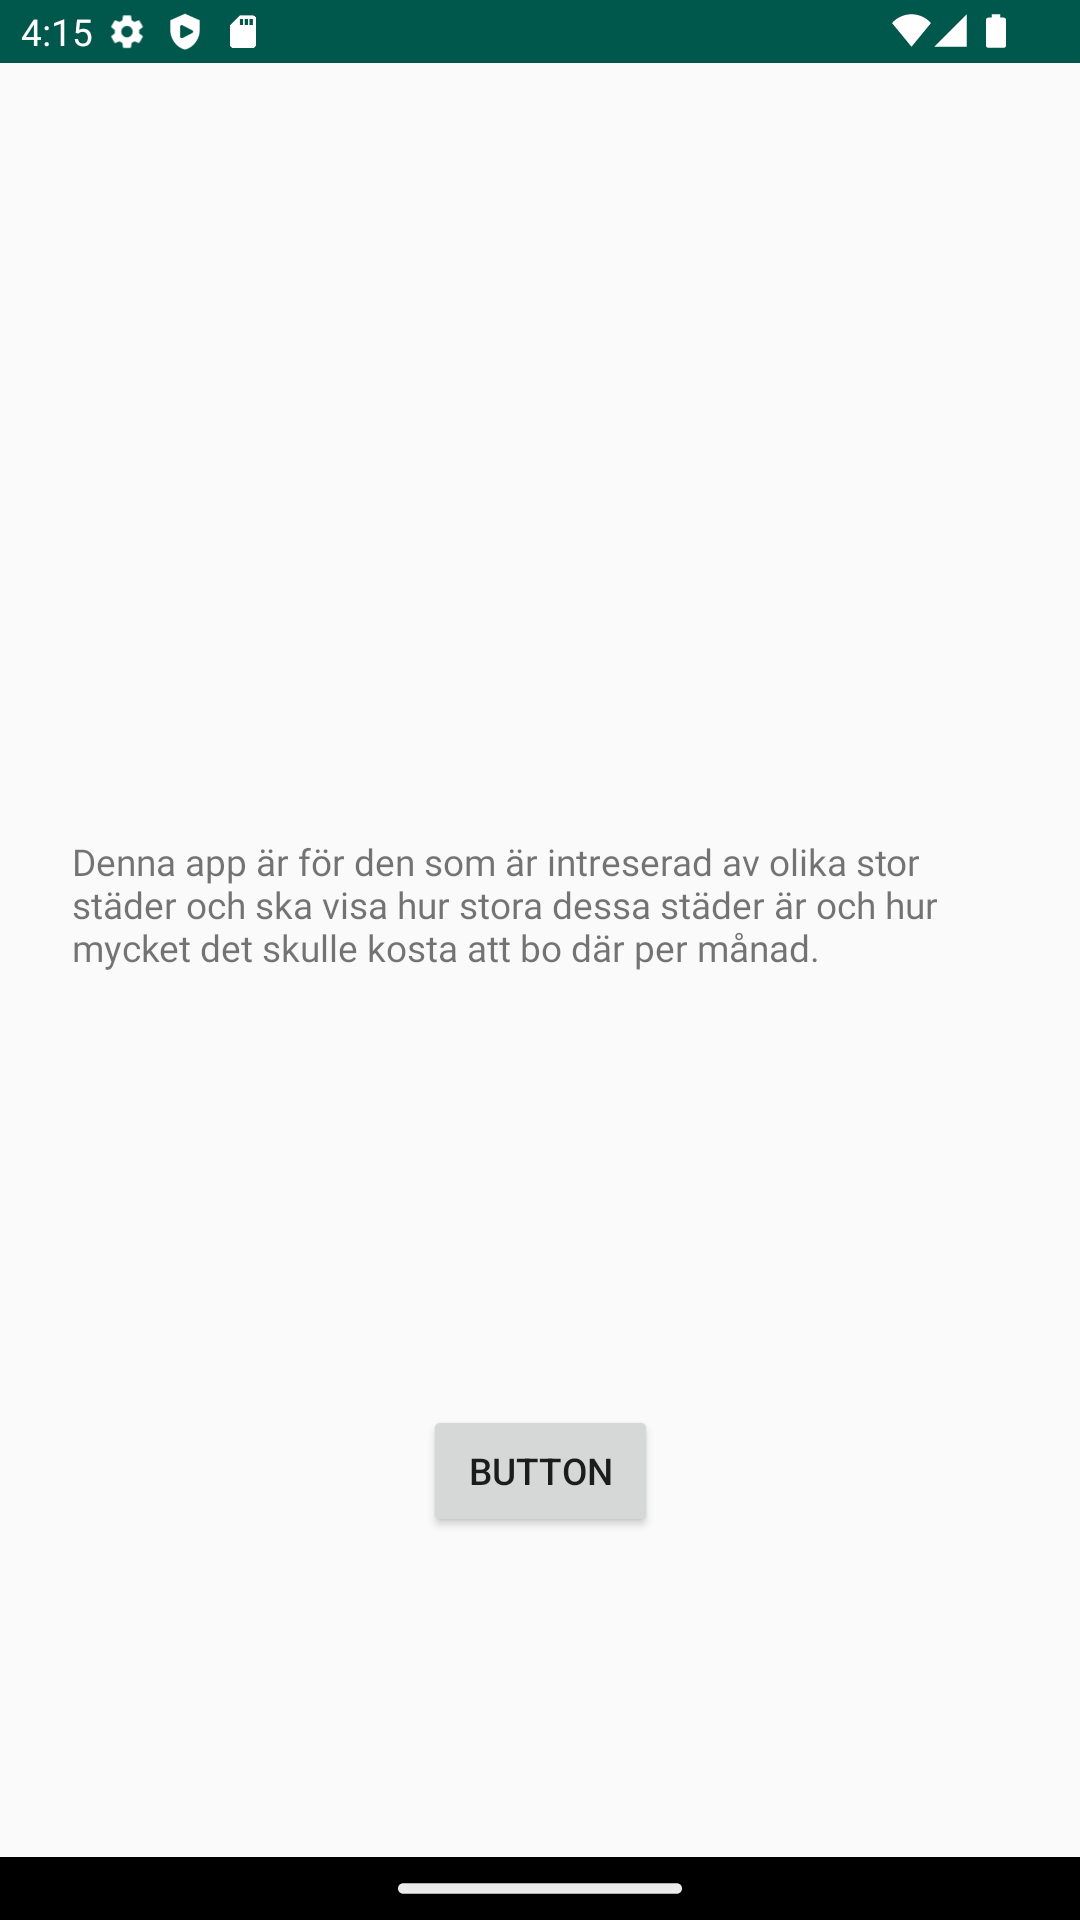 4:15
Denna app är för den som är intreserad av olika stor
städer och ska visa hur stora dessa städer är och hur
mycket det skulle kosta att bo där per månad.
BUTTON